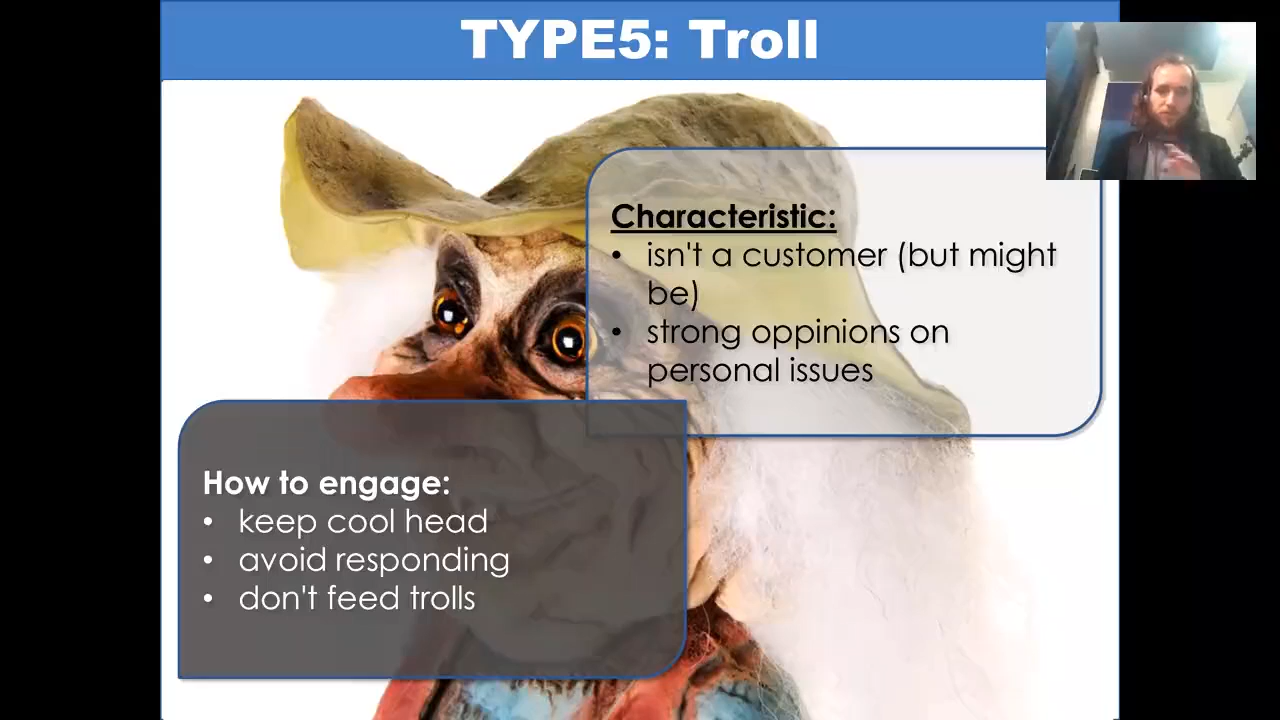 TYPE5: Troll
Characteristic:
• isn't a customer (but might
be)
• strong oppinions on
personal issues
How to engage:
• keep cool head
• avoid responding
• don't feed trolls